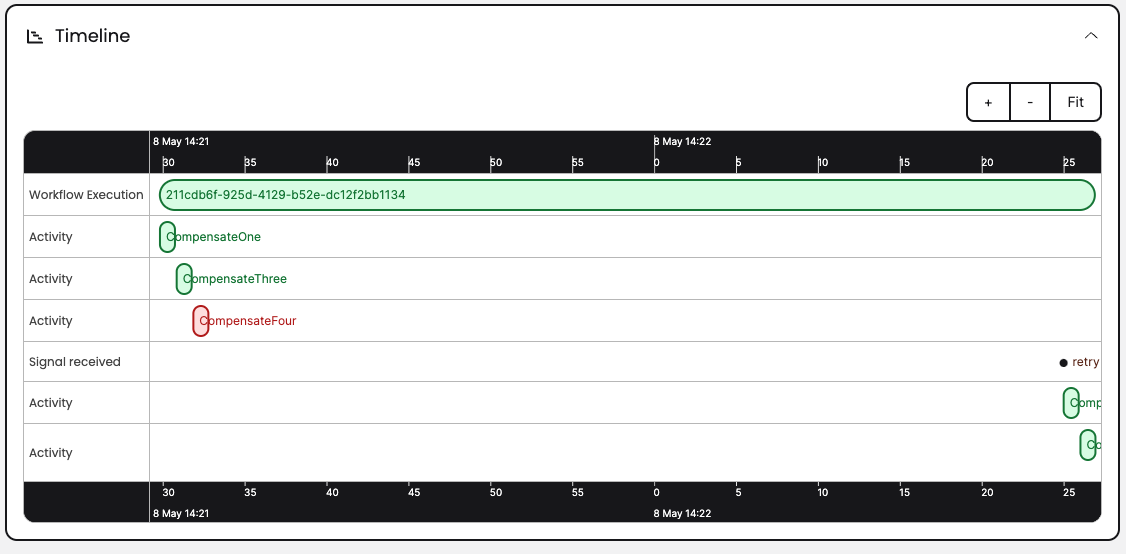 Timeline
+ - Fit
8 May 14:21 8 May 14:22
30 35 40 45 50 55 0 5 10 15 20 25
Workflow Execution 211cdb6f-925d-4129-b52e-dc12f2bb1134
Activity CompensateOne
Activity CompensateThree
Activity CompensateFour
Signal received retry
Activity Comp
Activity Co
30 35 40 45 50 55 0 5 10 15 20 25
8 May 14:21 8 May 14:22